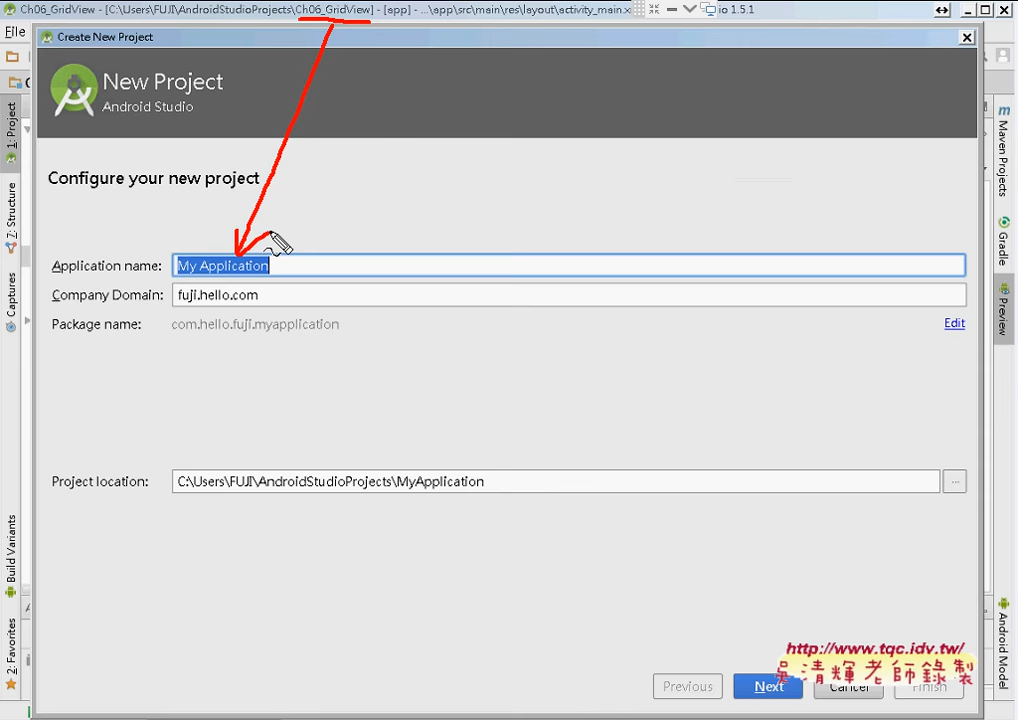 Ch06_GridView - [C:\Users\FUJI\AndroidStudioProjects\Ch06_GridView] - [app] - ...\app\src\main\res\layout\activity_main.x
io 1.5.1
File
Create New Project
New Project
Android Studio
Configure your new project
Application name: My Application
Company Domain: fuji.hello.com
Package name: com.hello.fuji.myapplication
Edit
Project location: C:\Users\FUJI\AndroidStudioProjects\MyApplication
...
Previous
Next
Cancel
Finish
http://www.tqc.idv.tw/
吳清輝老師錄製
1: Project
7: Structure
Captures
Build Variants
2: Favorites
Maven Projects
Gradle
Preview
Android Model